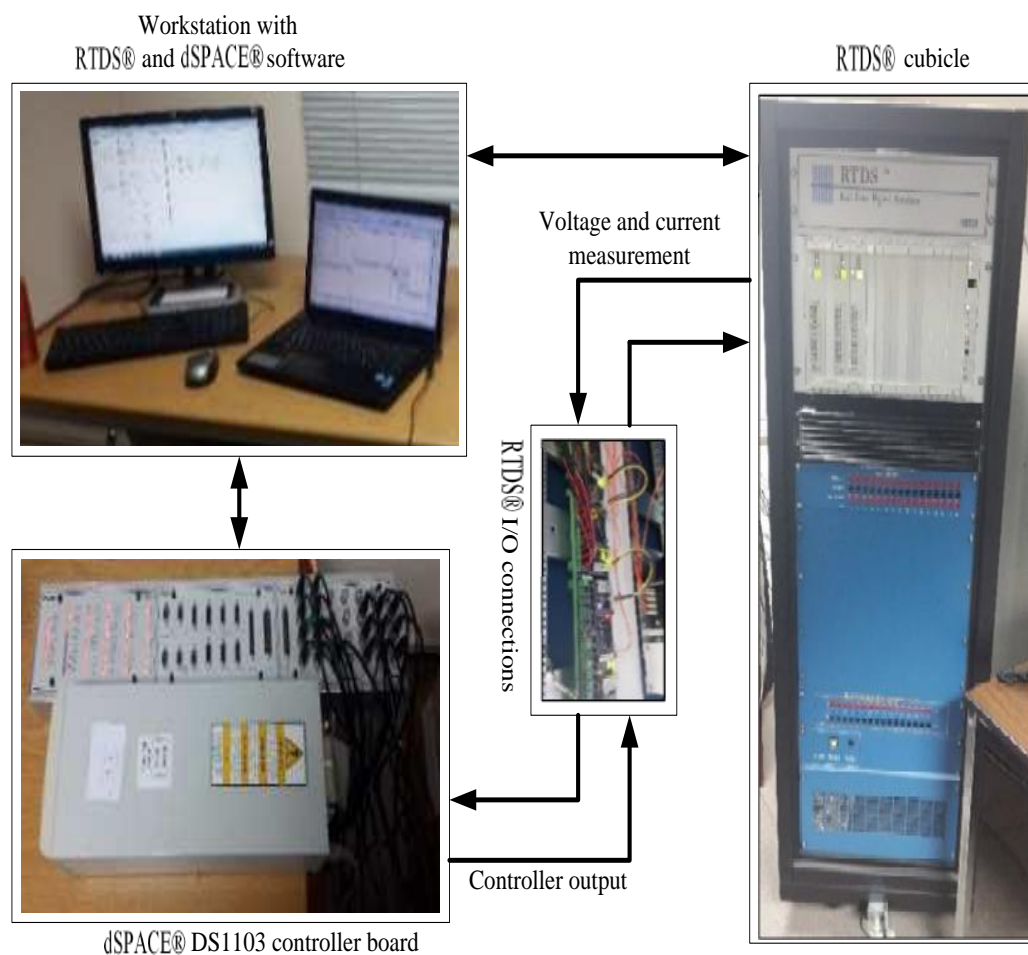 Workstation with
RTDS® and dSPACE® software
RTDS® cubicle
RTDS
Voltage and current
measurement
RTDS® I/O connections
Controller output
dSPACE® DS1103 controller board